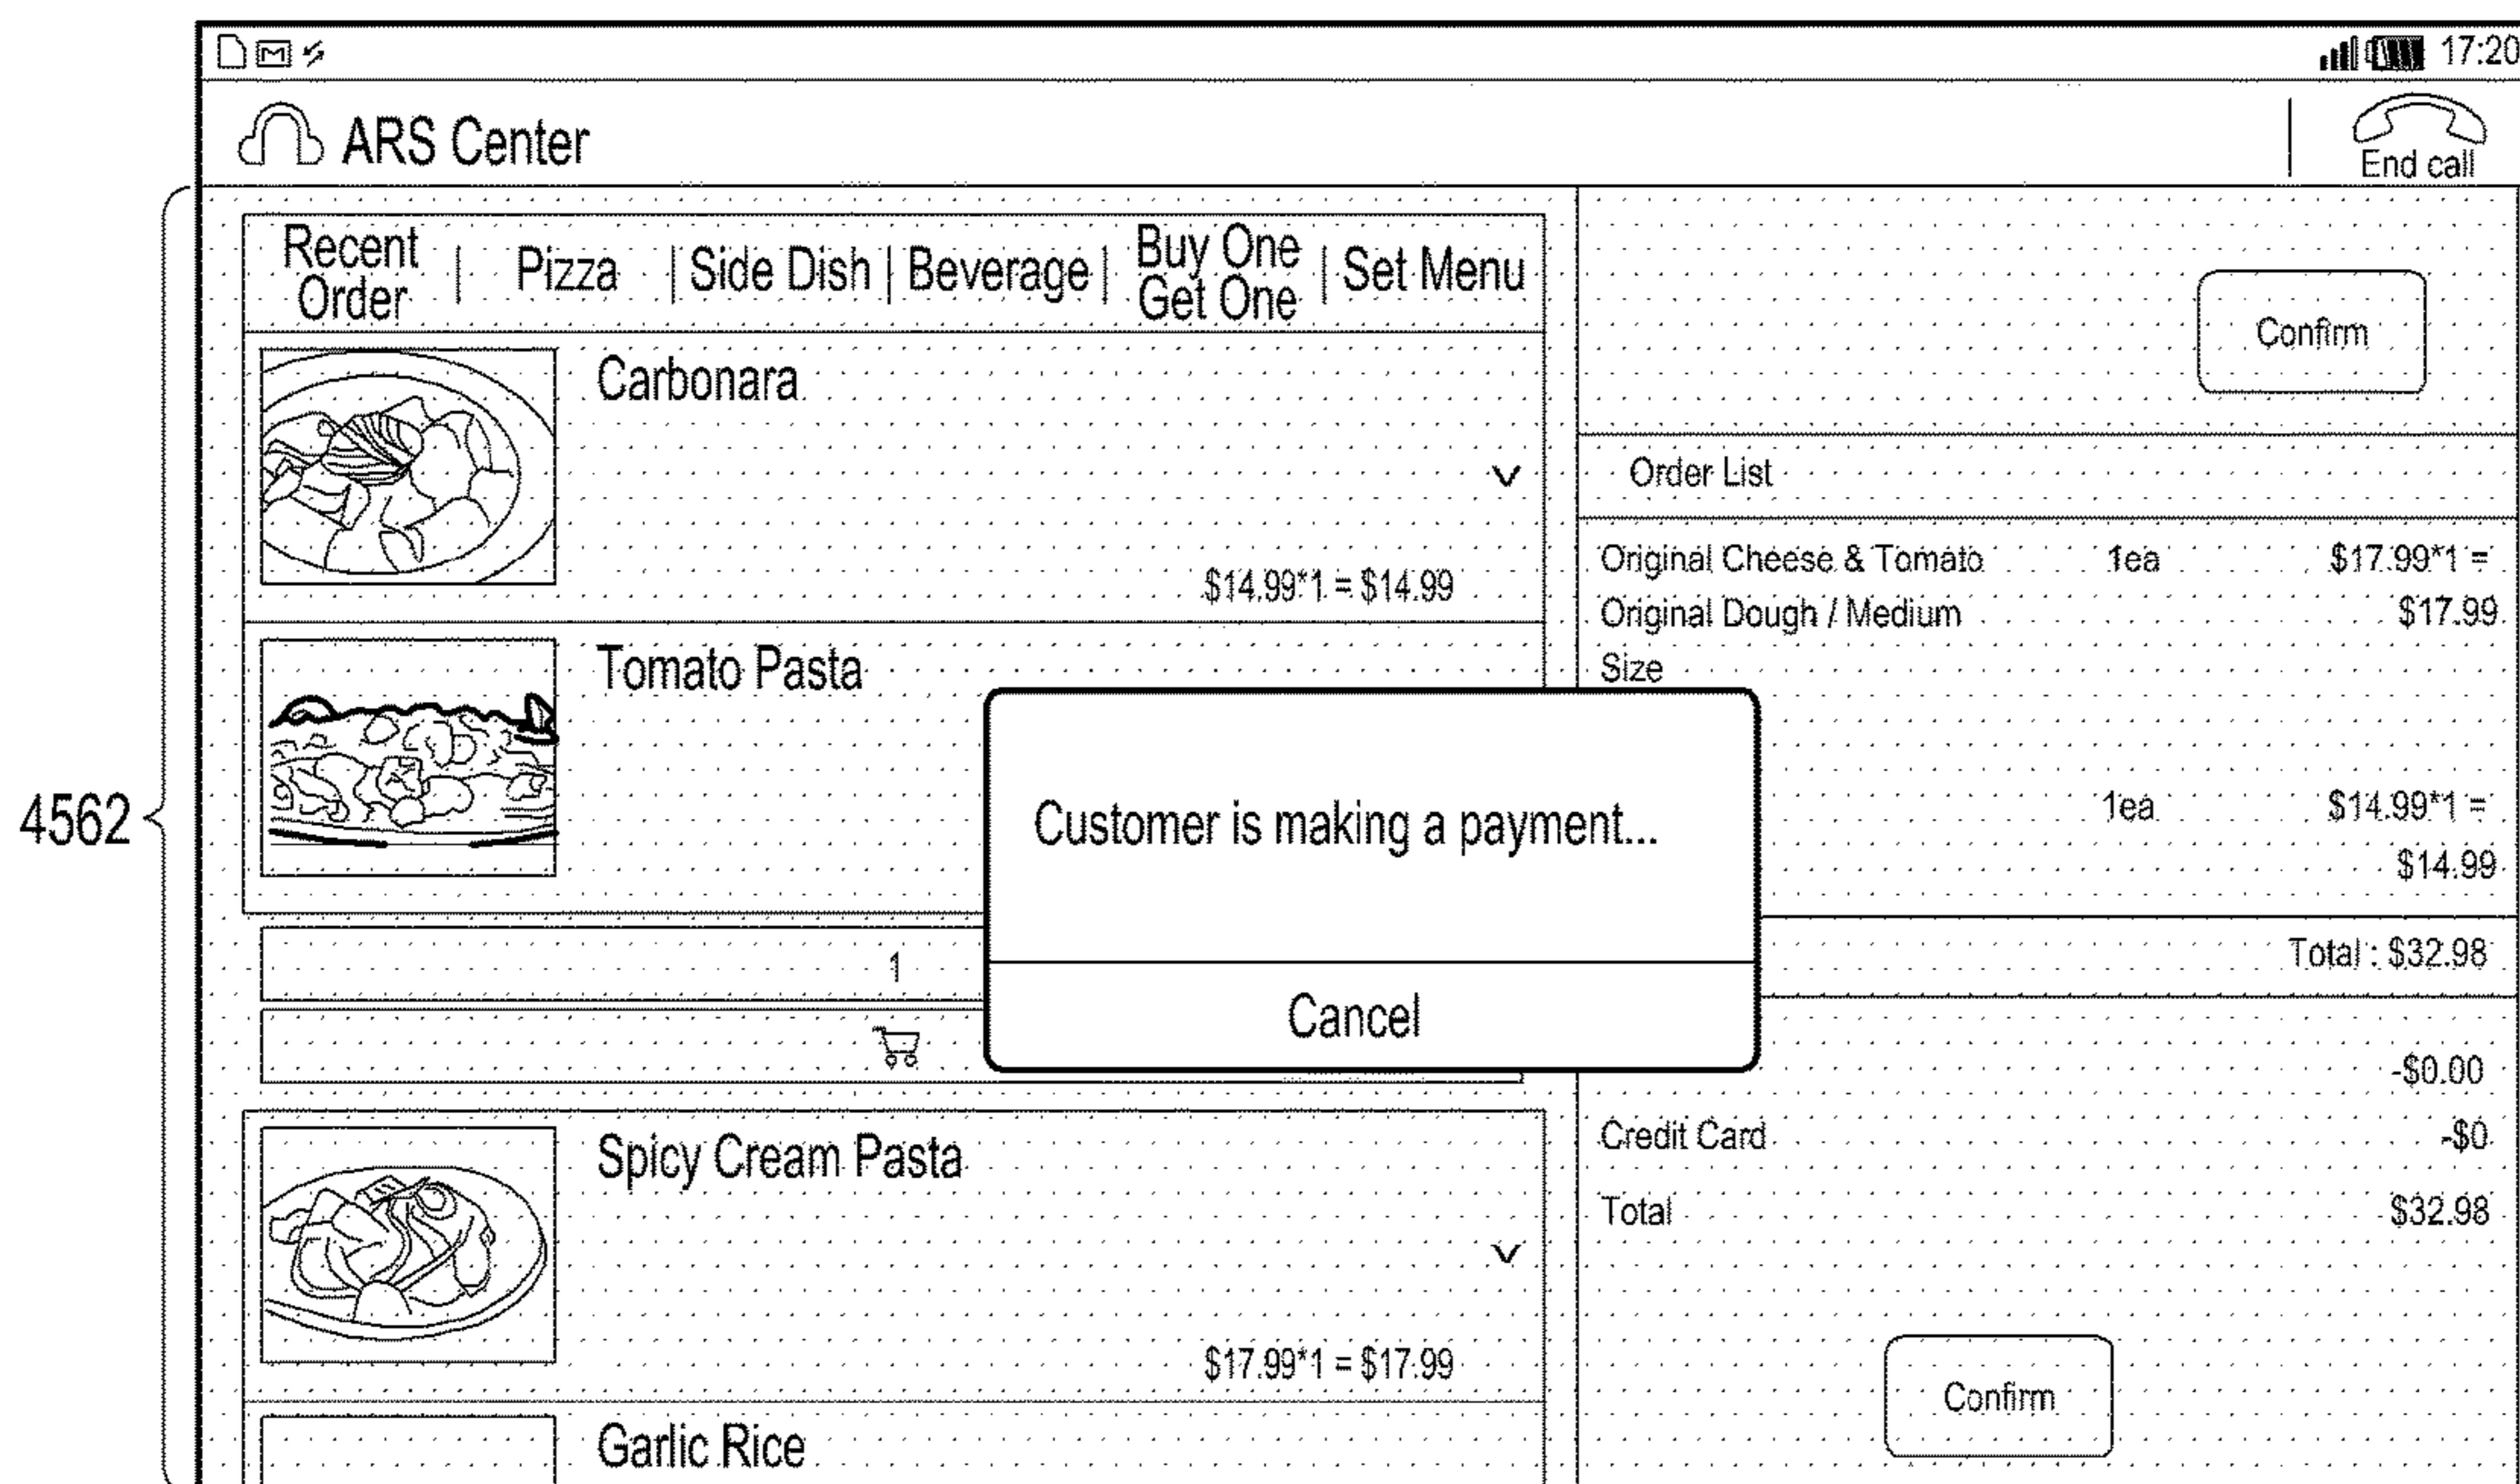 17:20
ARS Center
End call
Recent Order | Pizza | Side Dish | Beverage | Buy One Get One | Set Menu
Carbonara
$14.99*1 = $14.99
Tomato Pasta
1
Spicy Cream Pasta
$17.99*1 = $17.99
Garlic Rice
4562
Customer is making a payment...
Cancel
Confirm
Order List
Original Cheese & Tomato 1ea $17.99*1 =
Original Dough / Medium $17.99
Size
1ea $14.99*1 =
$14.99
Total : $32.98
-$0.00
Credit Card -$0
Total $32.98
Confirm